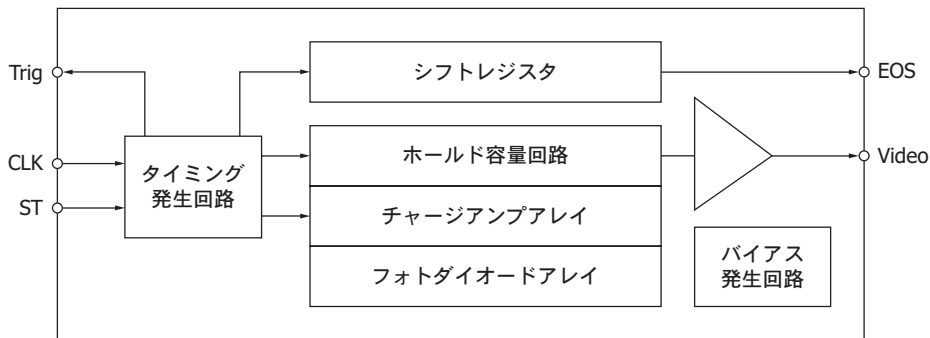 Trig
CLK
ST
タイミング
発生回路
シフトレジスタ
ホールド容量回路
チャージアンプアレイ
フォトダイオードアレイ
バイアス
発生回路
EOS
Video